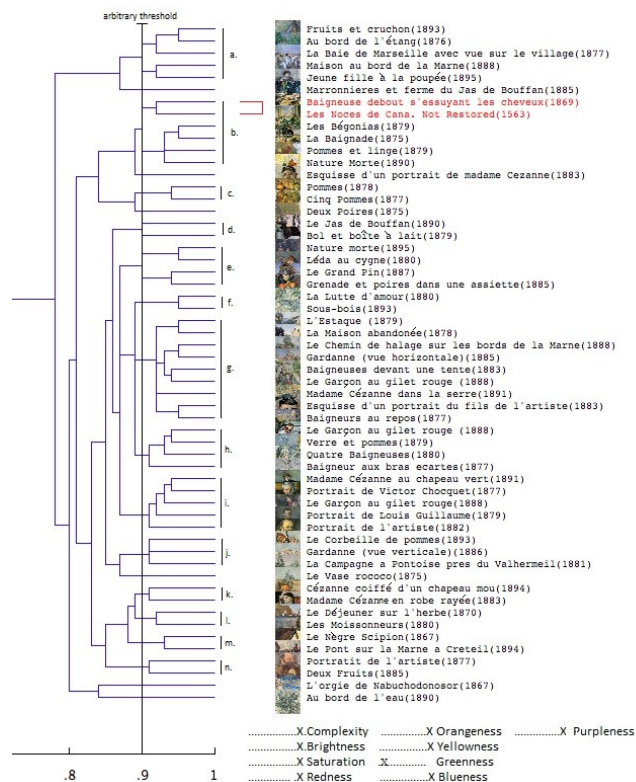 arbitrary threshold
a.
b.
c.
d.
e.
f.
g.
h.
i.
j.
k.
l.
m.
n.
Fruits et cruchon(1893)
Au bord de l'étang(1876)
La Baie de Marseille avec vue sur le village(1877)
Maison au bord de la Marne(1888)
Jeune fille à la poupée(1895)
Marronnieres et ferme du Jas de Bouffan(1885)
Baigneuse debout s'essuyant les cheveux(1869)
Les Noces de Cana. Not Restored(1563)
Les Bégonias(1879)
La Baignade(1875)
Pommes et linge(1879)
Nature Morte(1890)
Esquisse d'un portrait de madame Cezanne(1883)
Pommes(1878)
Cinq Pommes(1877)
Deux Poires(1875)
Le Jas de Bouffan(1890)
Bol et boîte à lait(1879)
Nature morte(1895)
Léda au cygne(1880)
Le Grand Pin(1887)
Grenade et poires dans une assiette(1885)
La Lutte d'amour(1880)
Sous-bois(1893)
L'Estaque (1879)
La Maison abandonée(1878)
Le Chemin de halage sur les bords de la Marne(1888)
Gardanne (vue horizontale)(1885)
Baigneuses devant une tente(1883)
Le Garçon au gilet rouge (1888)
Madame Cézanne dans la serre(1891)
Esquisse d'un portrait du fils de l'artiste(1883)
Baigneurs au repos(1877)
Le Garçon au gilet rouge (1888)
Verre et pommes(1879)
Quatre Baigneuses(1880)
Baigneur aux bras ecartes(1877)
Madame Cézanne au chapeau vert(1891)
Portrait de Victor Chocquet(1877)
Le Garçon au gilet rouge(1888)
Portrait de Louis Guillaume(1879)
Portrait de l'artiste(1882)
Le Corbeille de pommes(1893)
Gardanne (vue verticale)(1886)
La Campagne a Pontoise pres du Valhermeil(1881)
Le Vase rococo(1875)
Cézanne coiffé d'un chapeau mou(1894)
Madame Cézanne en robe rayée(1883)
Le Déjeuner sur l'herbe(1870)
Les Moissonneurs(1880)
Le Nègre Scipion(1867)
Le Pont sur la Marne a Creteil(1894)
Portratit de l'artiste(1877)
Deux Fruits(1885)
L'orgie de Nabuchodonosor(1867)
Au bord de l'eau(1890)
.8 .9 1
............X.Complexity ............X Orangeness ............X Purpleness
............X.Brightness ............X Yellowness
............X Saturation X............ Greenness
............ .X Redness ............X Blueness